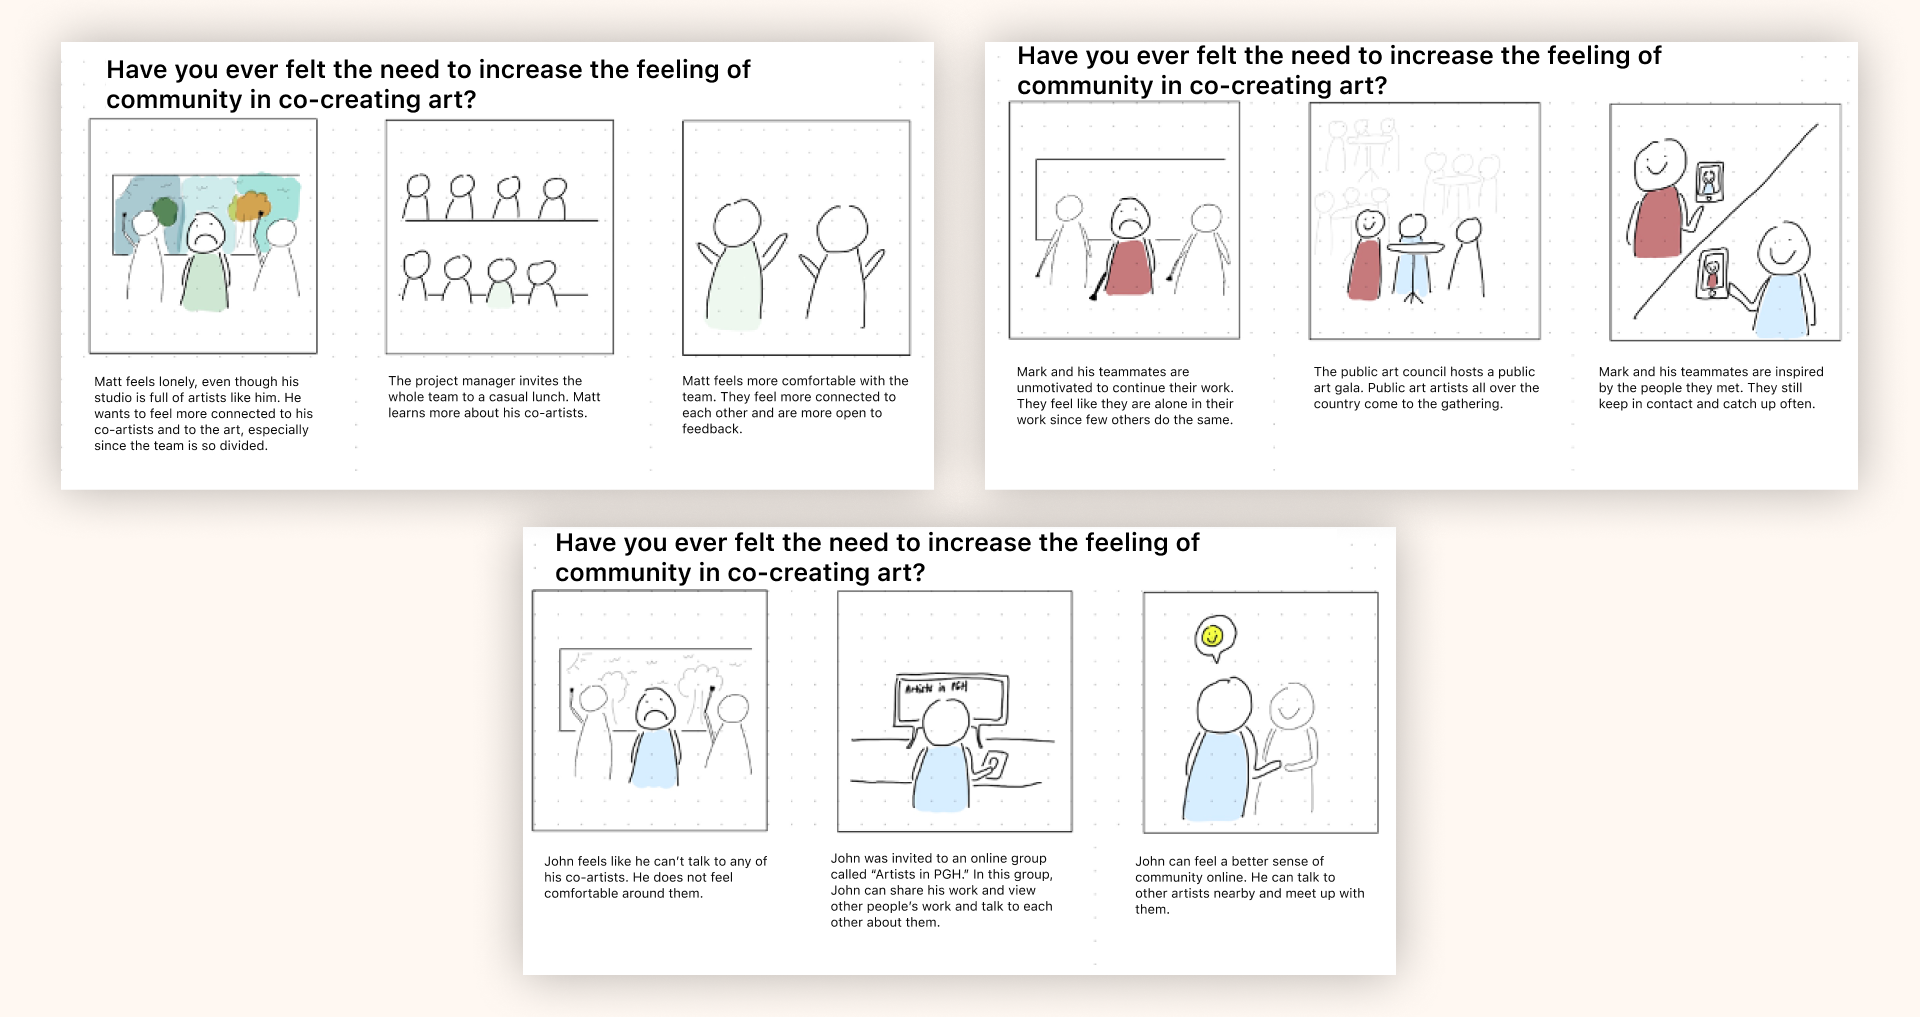 Have you ever felt the need to increase the feeling of
community in co-creating art?
Matt feels lonely, even though his
studio is full of artists like him. He
wants to feel more connected to his
co-artists and to the art, especially
since the team is so divided.
The project manager invites the
whole team to a casual lunch. Matt
learns more about his co-artists.
Matt feels more comfortable with the
team. They feel more connected to
each other and are more open to
feedback.
Have you ever felt the need to increase the feeling of
community in co-creating art?
Mark and his teammates are
unmotivated to continue their work.
They feel like they are alone in their
work since few others do the same.
The public art council hosts a public
art gala. Public art artists all over the
country come to the gathering.
Mark and his teammates are inspired
by the people they met. They still
keep in contact and catch up often.
Have you ever felt the need to increase the feeling of
community in co-creating art?
Artists in PGH
John feels like he can't talk to any of
his co-artists. He does not feel
comfortable around them.
John was invited to an online group
called “Artists in PGH.” In this group,
John can share his work and view
other people's work and talk to each
other about them.
John can feel a better sense of
community online. He can talk to
other artists nearby and meet up with
them.